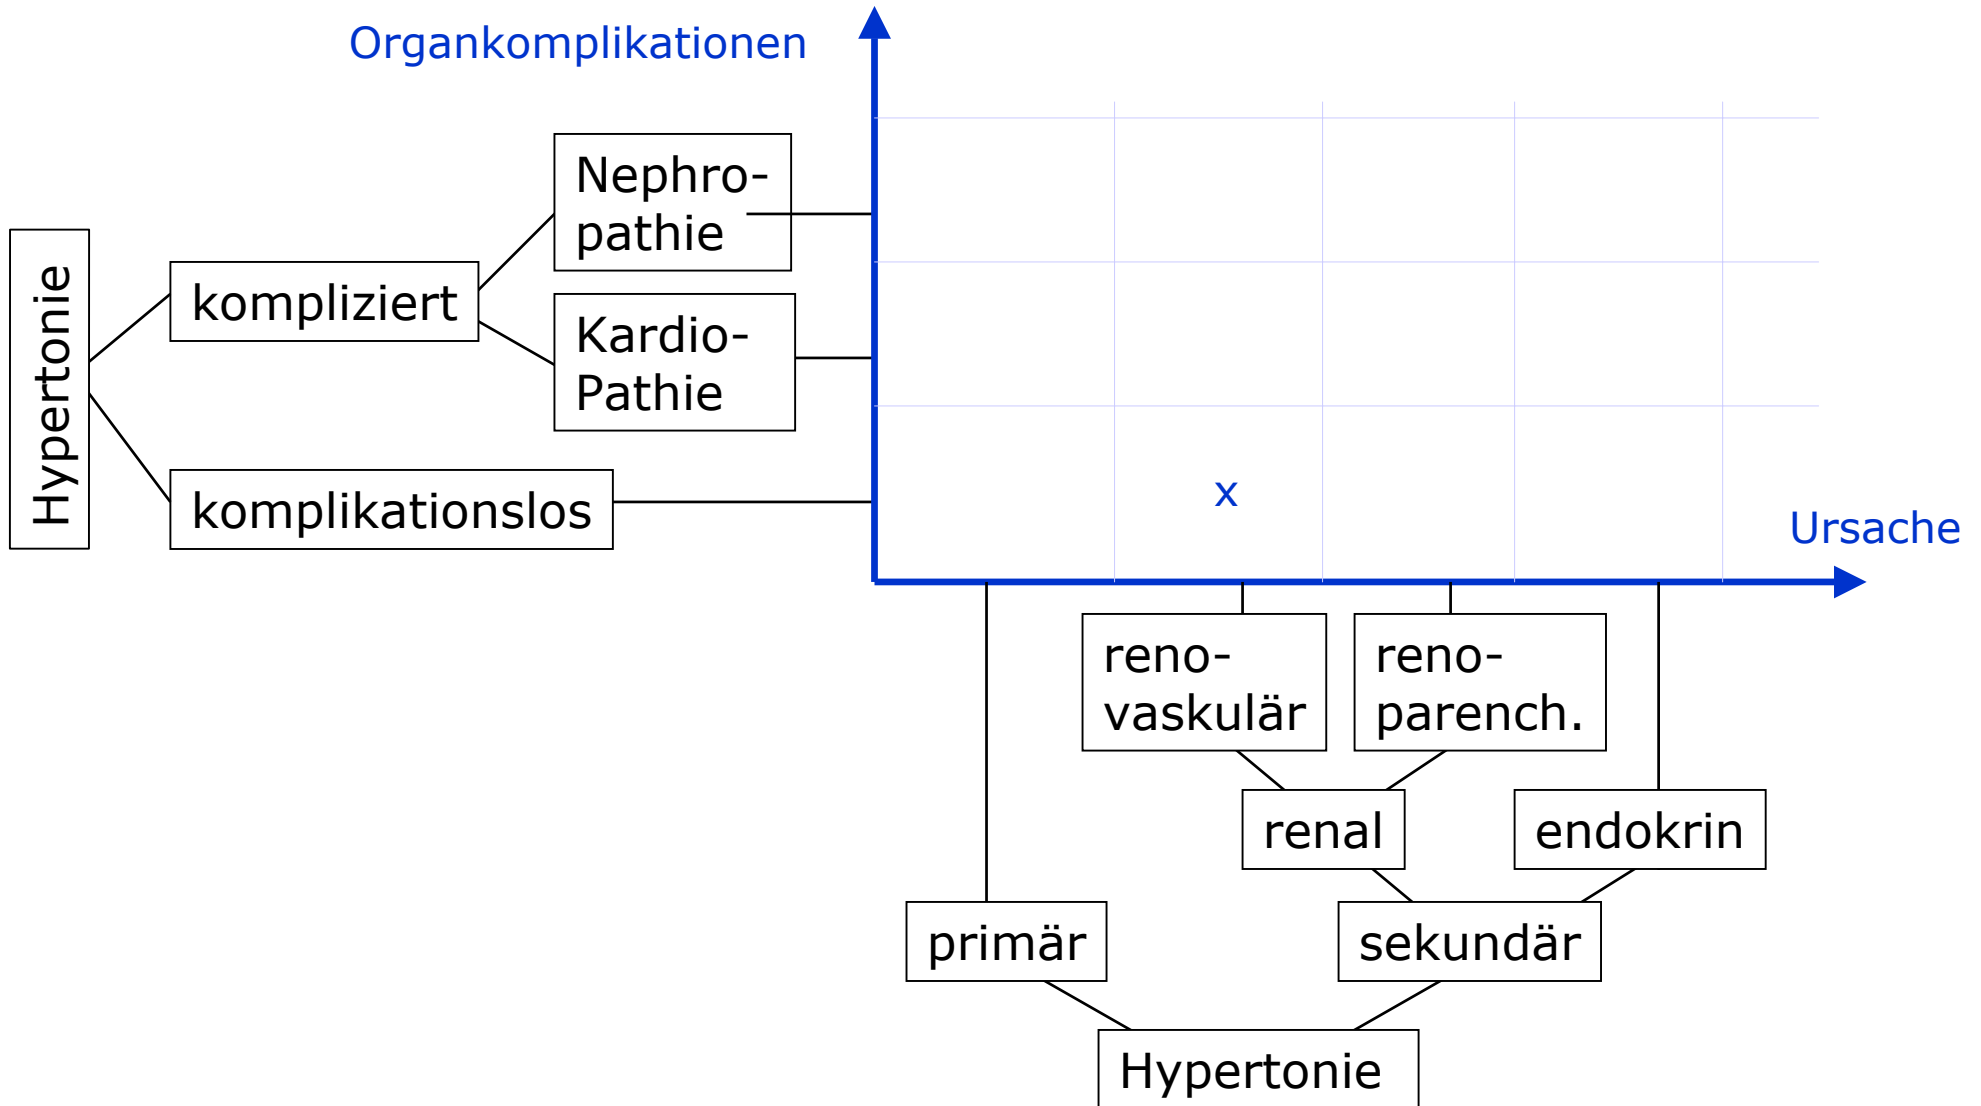 Organkomplikationen
Nephro-
pathie
Hypertonie
kompliziert
Kardio-
Pathie
komplikationslos
x
Ursache
reno-
vaskulär
reno-
parench.
renal
endokrin
primär
sekundär
Hypertonie